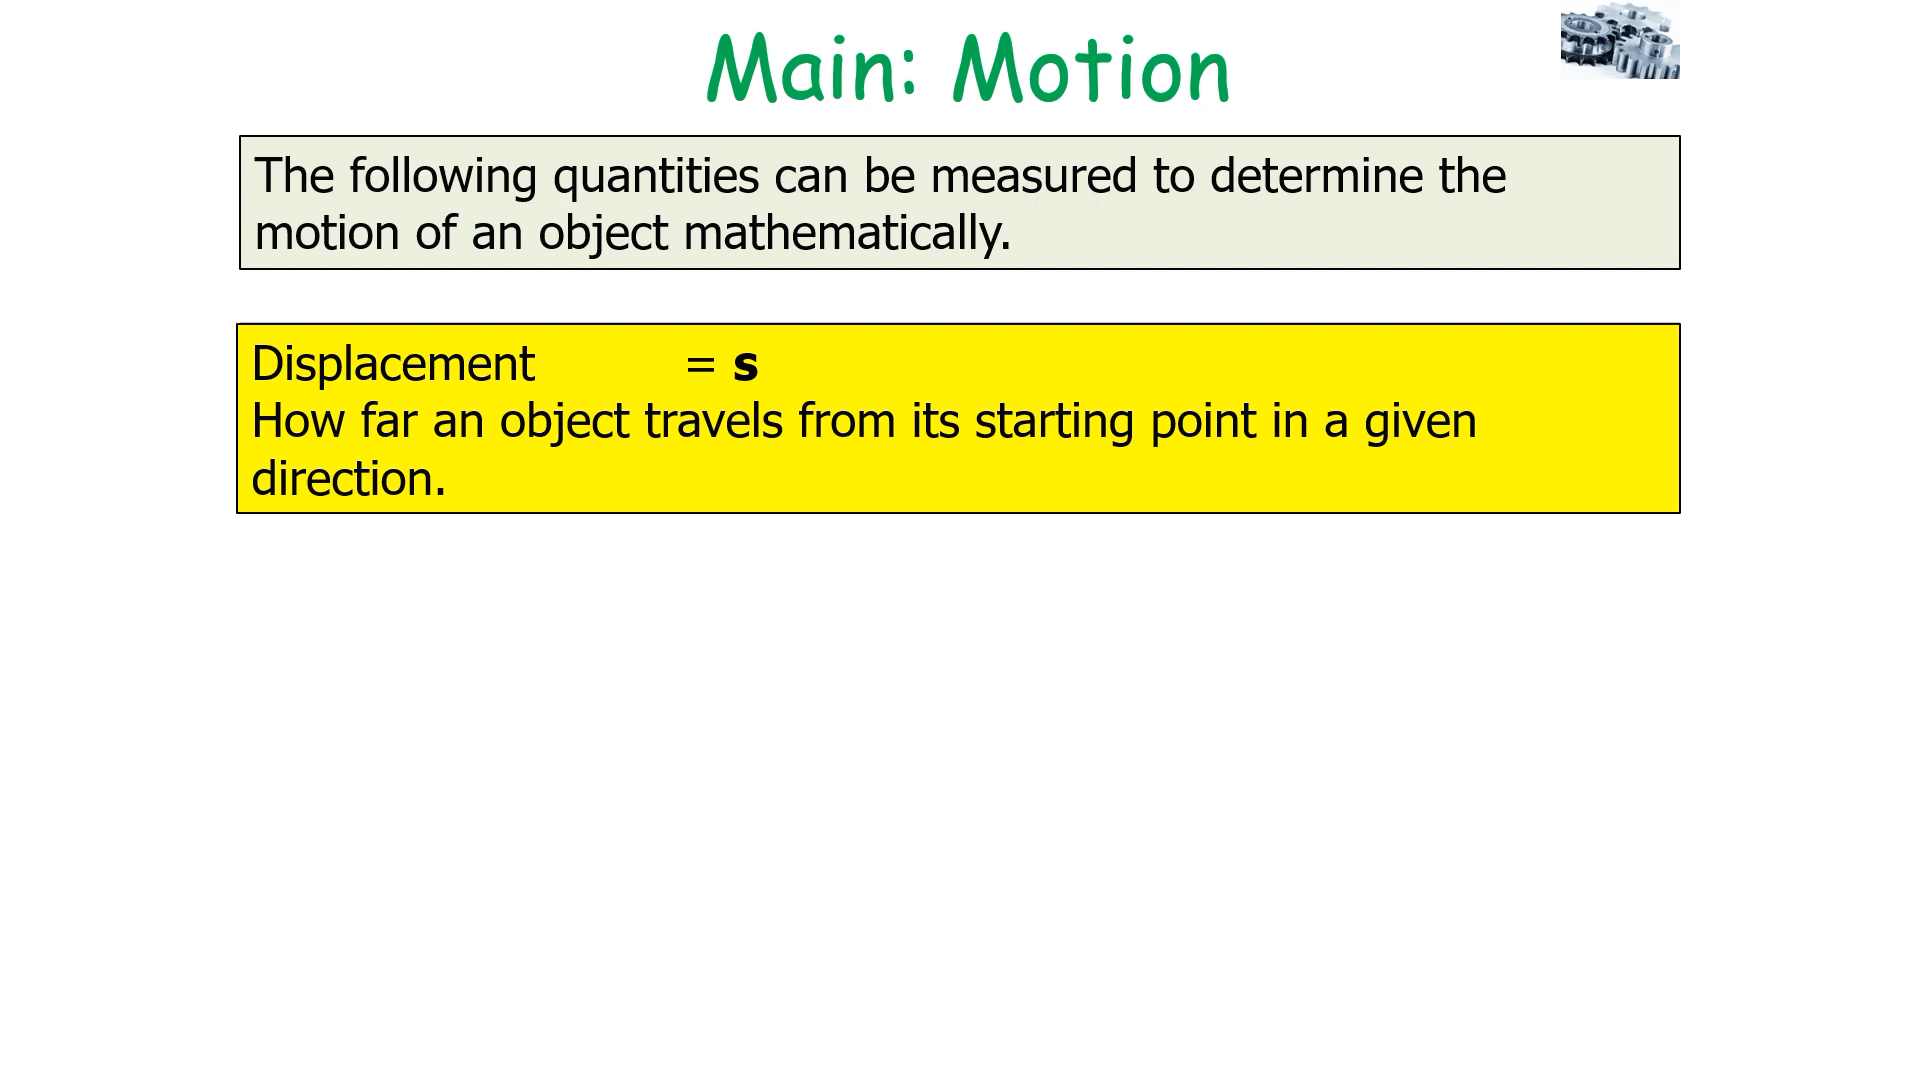 Main: Motion
The following quantities can be measured to determine the
motion of an object mathematically.
Displacement = s
How far an object travels from its starting point in a given
direction.